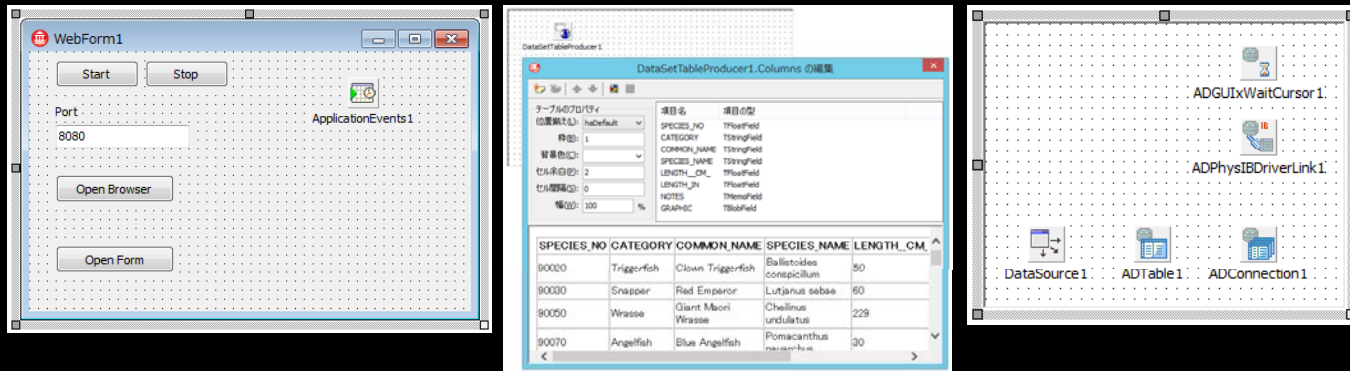 WebForm1
Start
Stop
ApplicationEvents1
Port
8080
Open Browser
Open Form
DataSetTableProducer1
DataSetTableProducer1.Columns の編集
テーブルのプロパティ
位置揃え(L): haDefault
枠(B): 1
背景色(C):
セル余白(P): 2
セル間隔(S): 0
幅(W): 100 %
項目名 項目の型
SPECIES_NO TFloatField
CATEGORY TStringField
COMMON_NAME TStringField
SPECIES_NAME TStringField
LENGTH__CM_ TFloatField
LENGTH_IN TFloatField
NOTES TMemoField
GRAPHIC TBlobField
SPECIES_NO CATEGORY COMMON_NAME SPECIES_NAME LENGTH__CM_
90020 Triggerfish Clown Triggerfish Ballistoides conspicillum 50
90030 Snapper Red Emperor Lutjanus sebae 60
90050 Wrasse Giant Maori Wrasse Cheilinus undulatus 229
90070 Angelfish Blue Angelfish Pomacanthus 30
ADGUIxWaitCursor1
IB
ADPhysIBDriverLink1
DataSource1
ADTable1
ADConnection1